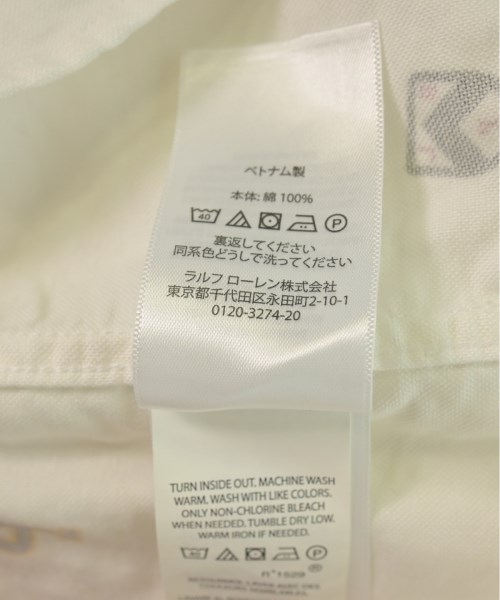 ベトナム製
本体: 綿 100%
40 P
裏返してください
同系色どうしで洗ってください
ラルフ ローレン株式会社
東京都千代田区永田町2-10-1
0120-3274-20
TURN INSIDE OUT. MACHINE WASH
WARM. WASH WITH LIKE COLORS.
ONLY NON-CHLORINE BLEACH
WHEN NEEDED. TUMBLE DRY LOW.
WARM IRON IF NEEDED.